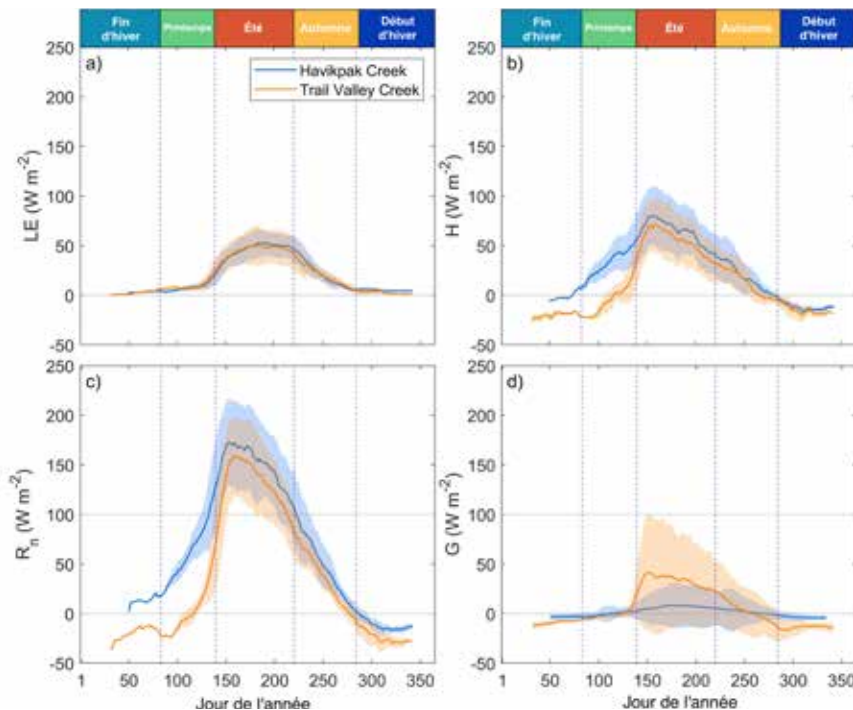 Fin d'hiver
Printemps
Été
Automne
Début d'hiver
Fin d'hiver
Printemps
Été
Automne
Début d'hiver
250
200
150
100
50
0
-50
LE (W m⁻²)
a)
Havikpak Creek
Trail Valley Creek
250
200
150
100
50
0
-50
H (W m⁻²)
b)
250
200
150
100
50
0
-50
Rₙ (W m⁻²)
c)
1 50 100 150 200 250 300 350
Jour de l'année
250
200
150
100
50
0
-50
G (W m⁻²)
d)
1 50 100 150 200 250 300 350
Jour de l'année